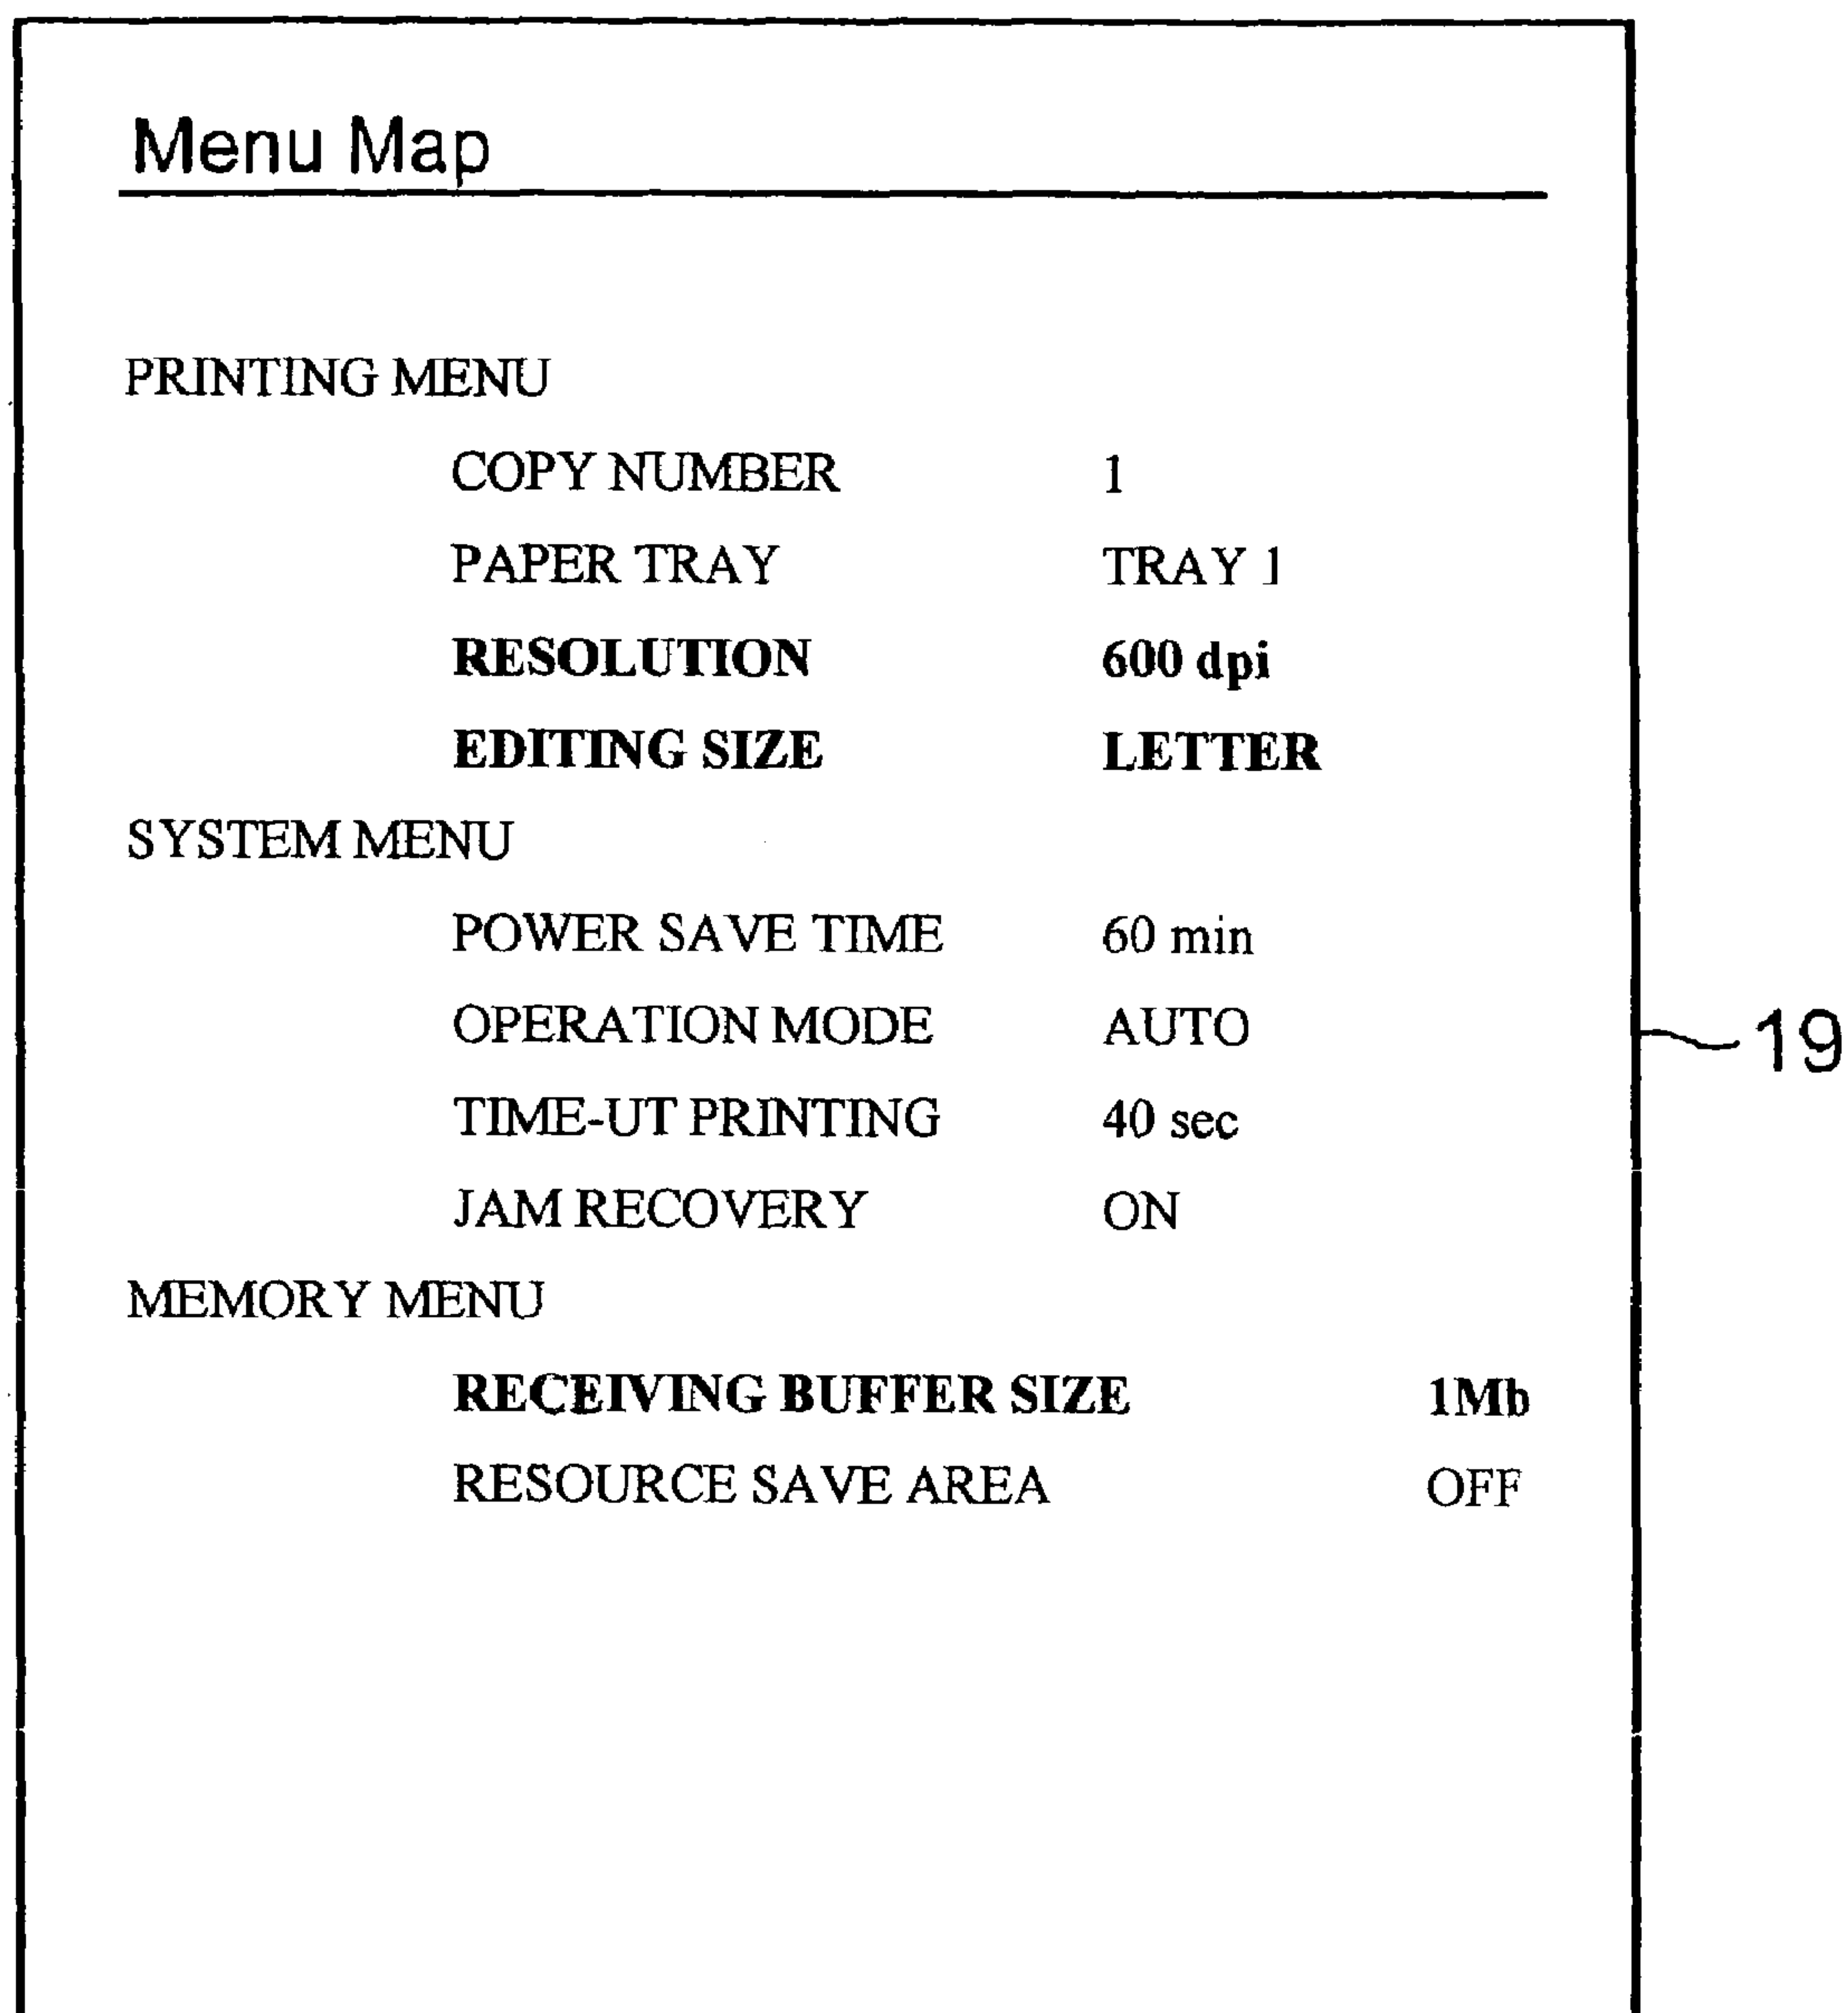 Menu Map
PRINTING MENU
COPY NUMBER 1
PAPER TRAY TRAY 1
RESOLUTION 600 dpi
EDITING SIZE LETTER
SYSTEM MENU
POWER SAVE TIME 60 min
OPERATION MODE AUTO
19
TIME-UT PRINTING 40 sec
JAM RECOVERY ON
MEMORY MENU
RECEIVING BUFFER SIZE 1Mb
RESOURCE SAVE AREA OFF